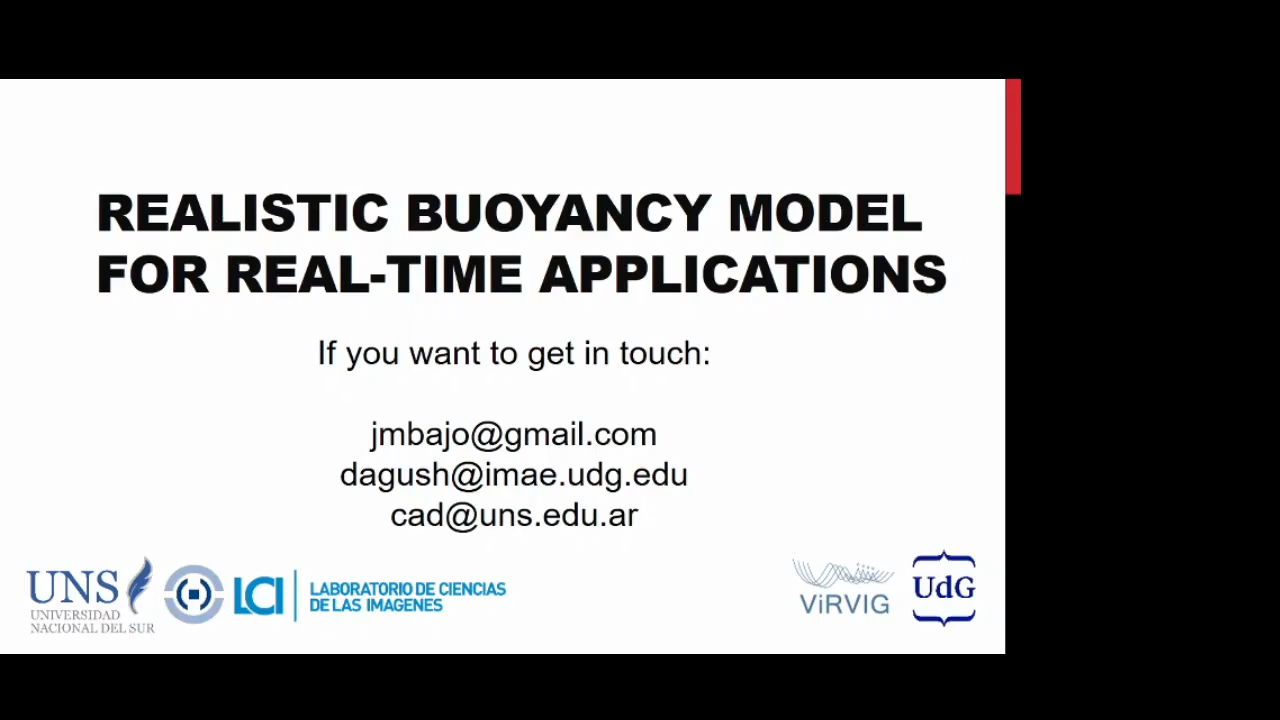 REALISTIC BUOYANCY MODEL
FOR REAL-TIME APPLICATIONS
If you want to get in touch:
jmbajo@gmail.com
dagush@imae.udg.edu
cad@uns.edu.ar
UNS
UNIVERSIDAD
NACIONAL DEL SUR
LCI
LABORATORIO DE CIENCIAS
DE LAS IMAGENES
ViRVIG
UdG